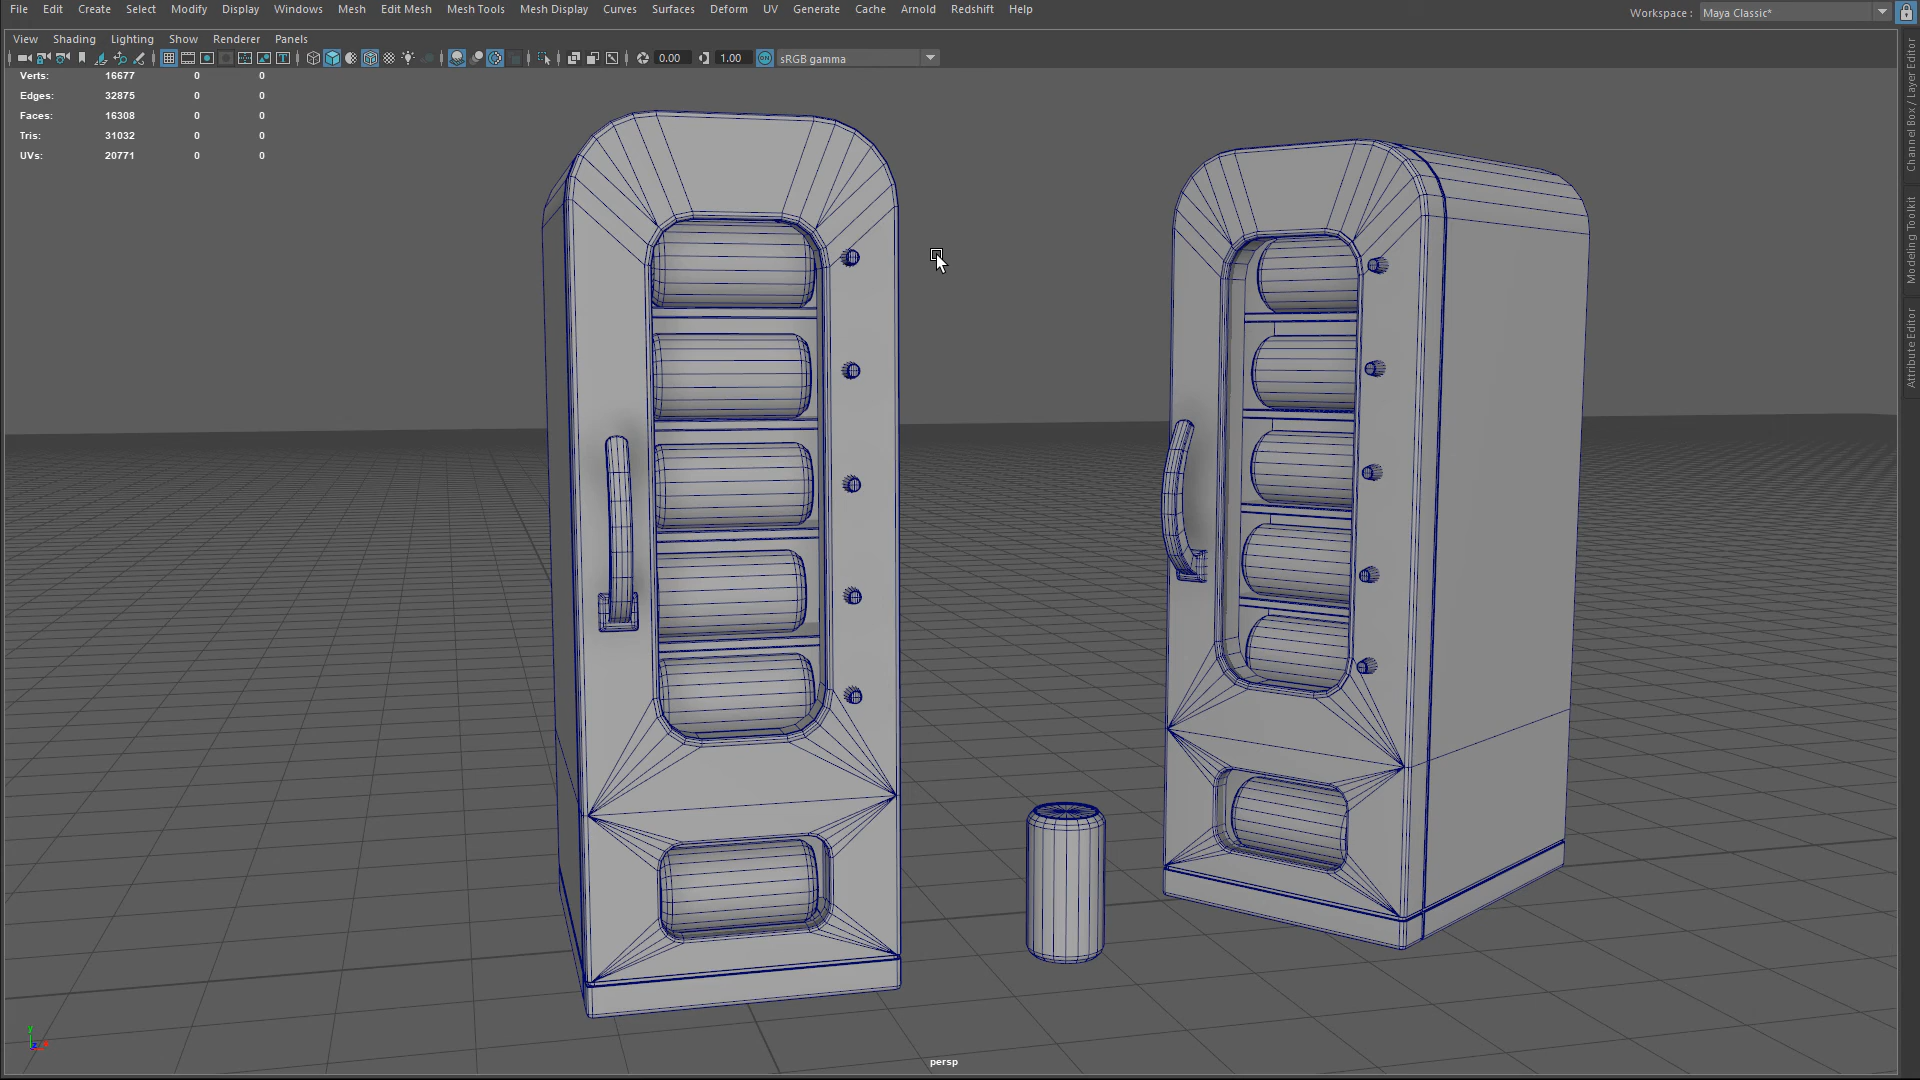 File Edit Create Select Modify Display Windows Mesh Edit Mesh Mesh Tools Mesh Display Curves Surfaces Deform UV Generate Cache Arnold Redshift Help
Workspace : Maya Classic*
View Shading Lighting Show Renderer Panels
0.00 1.00 ON sRGB gamma
Verts: 16677 0 0
Edges: 32875 0 0
Faces: 16308 0 0
Tris: 31032 0 0
UVs: 20771 0 0
Channel Box / Layer Editor
Modeling Toolkit
Attribute Editor
y
z
persp